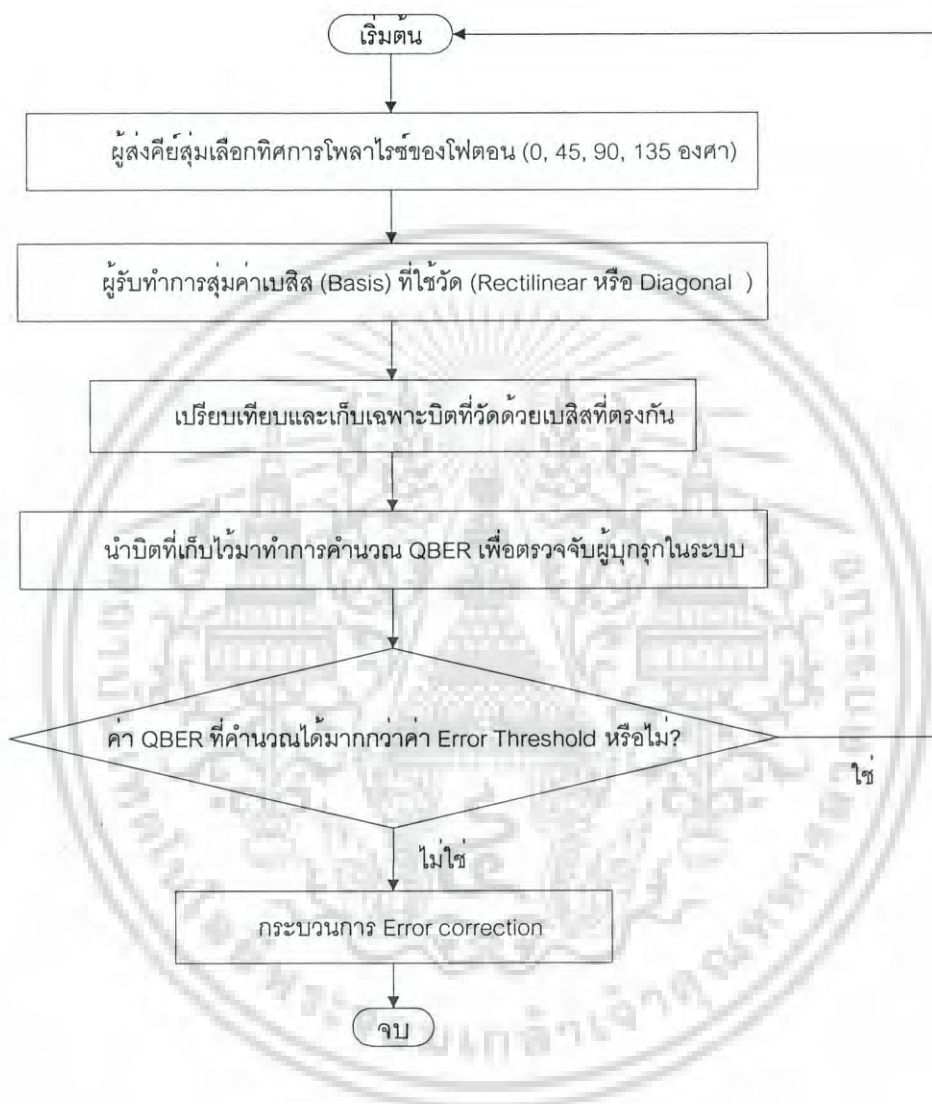 เริ่มต้น
ผู้ส่งคีย์สุ่มเลือกทิศการโพลาไรซ์ของโฟตอน (0, 45, 90, 135 องศา)
ผู้รับทำการสุ่มค่าเบสิส (Basis) ที่ใช้วัด (Rectilinear หรือ Diagonal )
เปรียบเทียบและเก็บเฉพาะบิตที่วัดด้วยเบสิสที่ตรงกัน
นำบิตที่เก็บไว้มาทำการคำนวณ QBER เพื่อตรวจจับผู้บุกรุกในระบบ
ค่า QBER ที่คำนวณได้มากกว่าค่า Error Threshold หรือไม่?
ใช่
ไม่ใช่
กระบวนการ Error correction
จบ